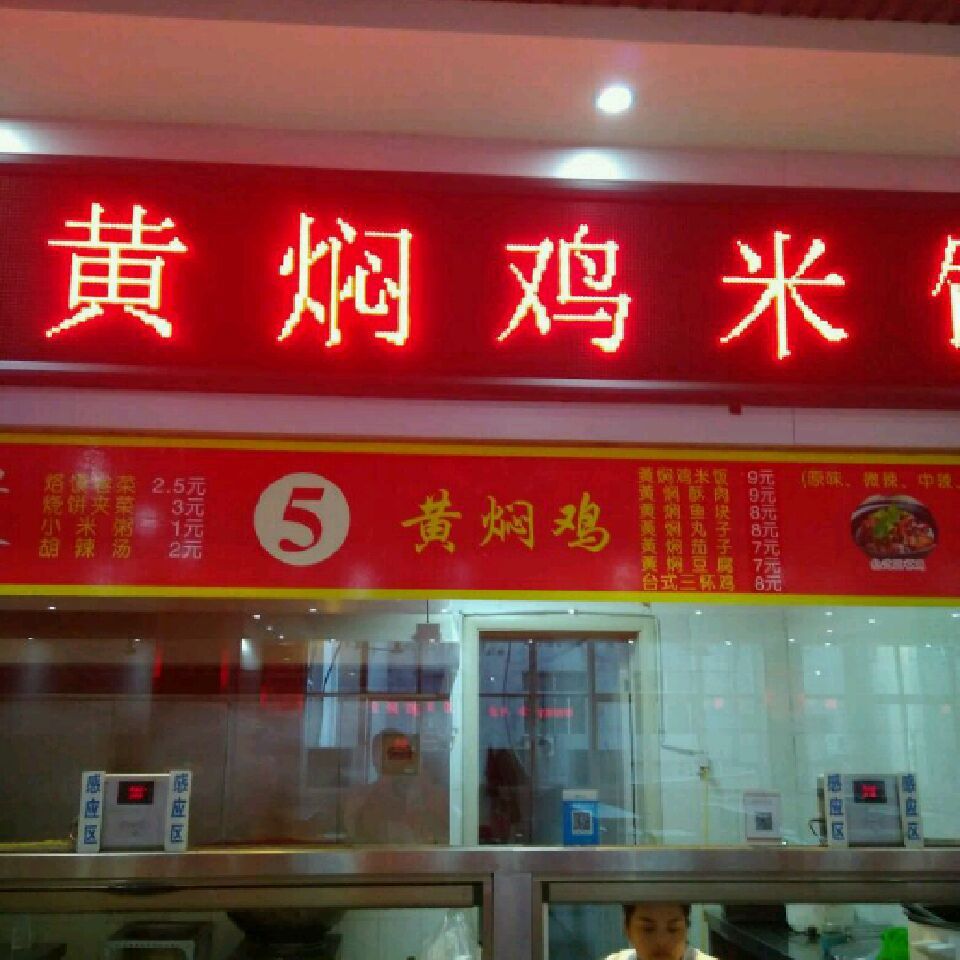 黄焖鸡米
烙馍卷菜 2.5元
烧饼夹菜 3元
小米粥 1元
胡辣汤 2元
5
黄焖鸡
黄焖鸡米饭 9元
黄焖酥肉 9元
黄焖鱼块 8元
黄焖丸子 8元
黄焖茄子 7元
黄焖豆腐 7元
台式三杯鸡 8元
(原味、微辣、中辣、
感应区
感应区
感应区
感应区